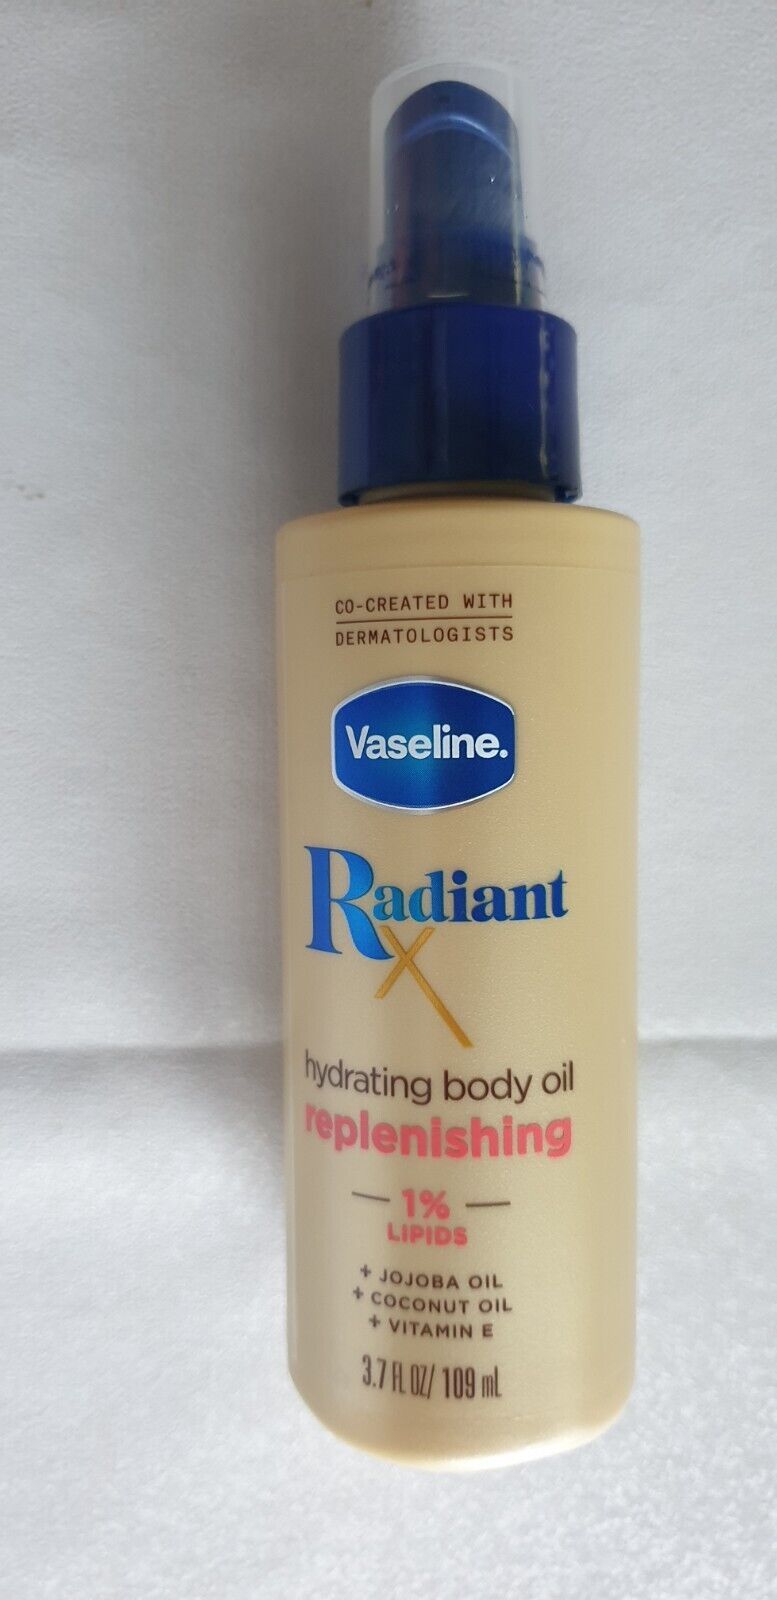 CO-CREATED WITH
DERMATOLOGISTS
Vaseline.
Radiant
X
hydrating body oil
replenishing
1%
LIPIDS
+ JOJOBA OIL
+ COCONUT OIL
+ VITAMIN E
3.7 FL OZ/ 109 mL